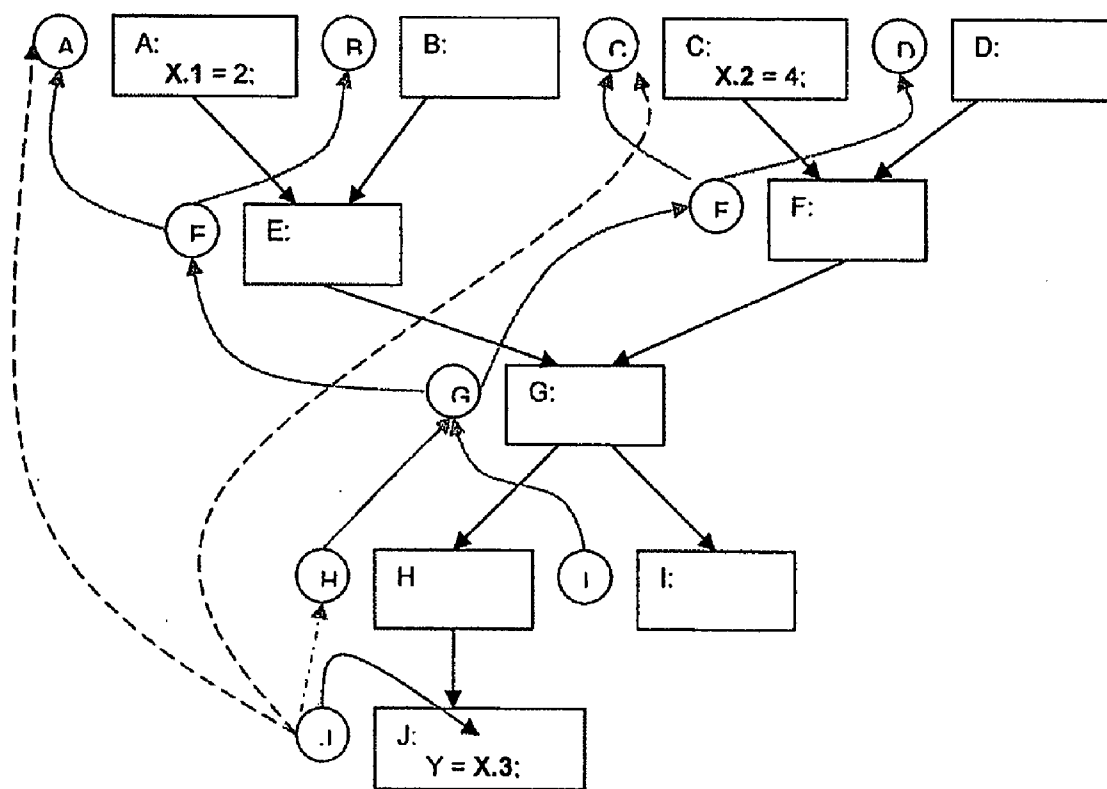 A
A:
X.1 = 2;
B
B:
C
C:
X.2 = 4;
D
D:
E:
F:
G
G:
H
H
I:
J:
Y = X.3;